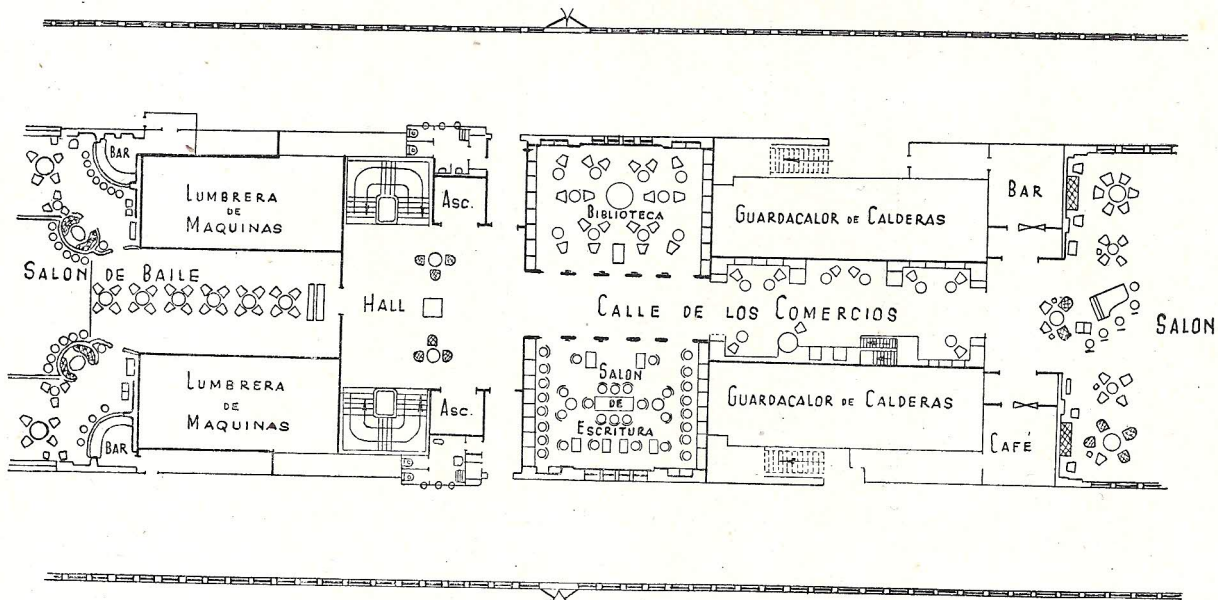 BAR
LUMBRERA
DE
MAQUINAS
ASC.
BIBLIOTECA
GUARDACALOR DE CALDERAS
BAR
SALON DE BAILE
HALL
CALLE DE LOS COMERCIOS
SALON
LUMBRERA
DE
MAQUINAS
ASC.
SALON
DE
ESCRITURA
GUARDACALOR DE CALDERAS
CAFÉ
BAR